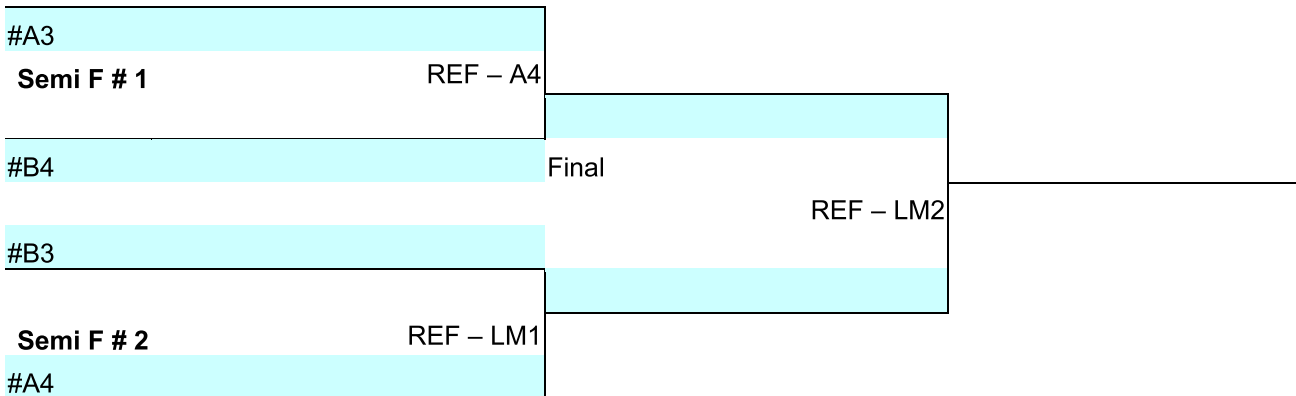 #A3
Semi F # 1
REF – A4
#B4
Final
REF – LM2
#B3
Semi F # 2
REF – LM1
#A4